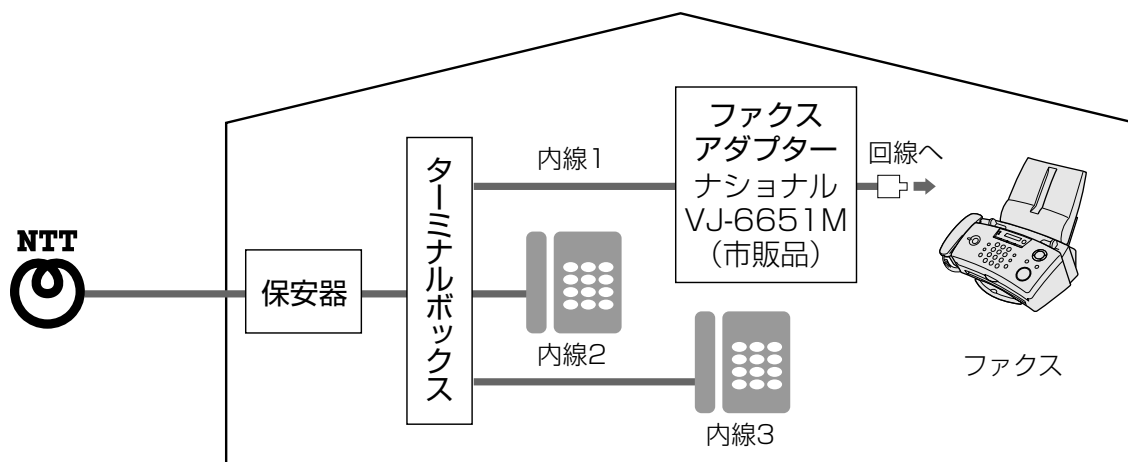 NTT
保安器
ターミナルボックス
内線1
内線2
内線3
ファクス
アダプター
ナショナル
VJ-6651M
（市販品）
回線へ
ファクス